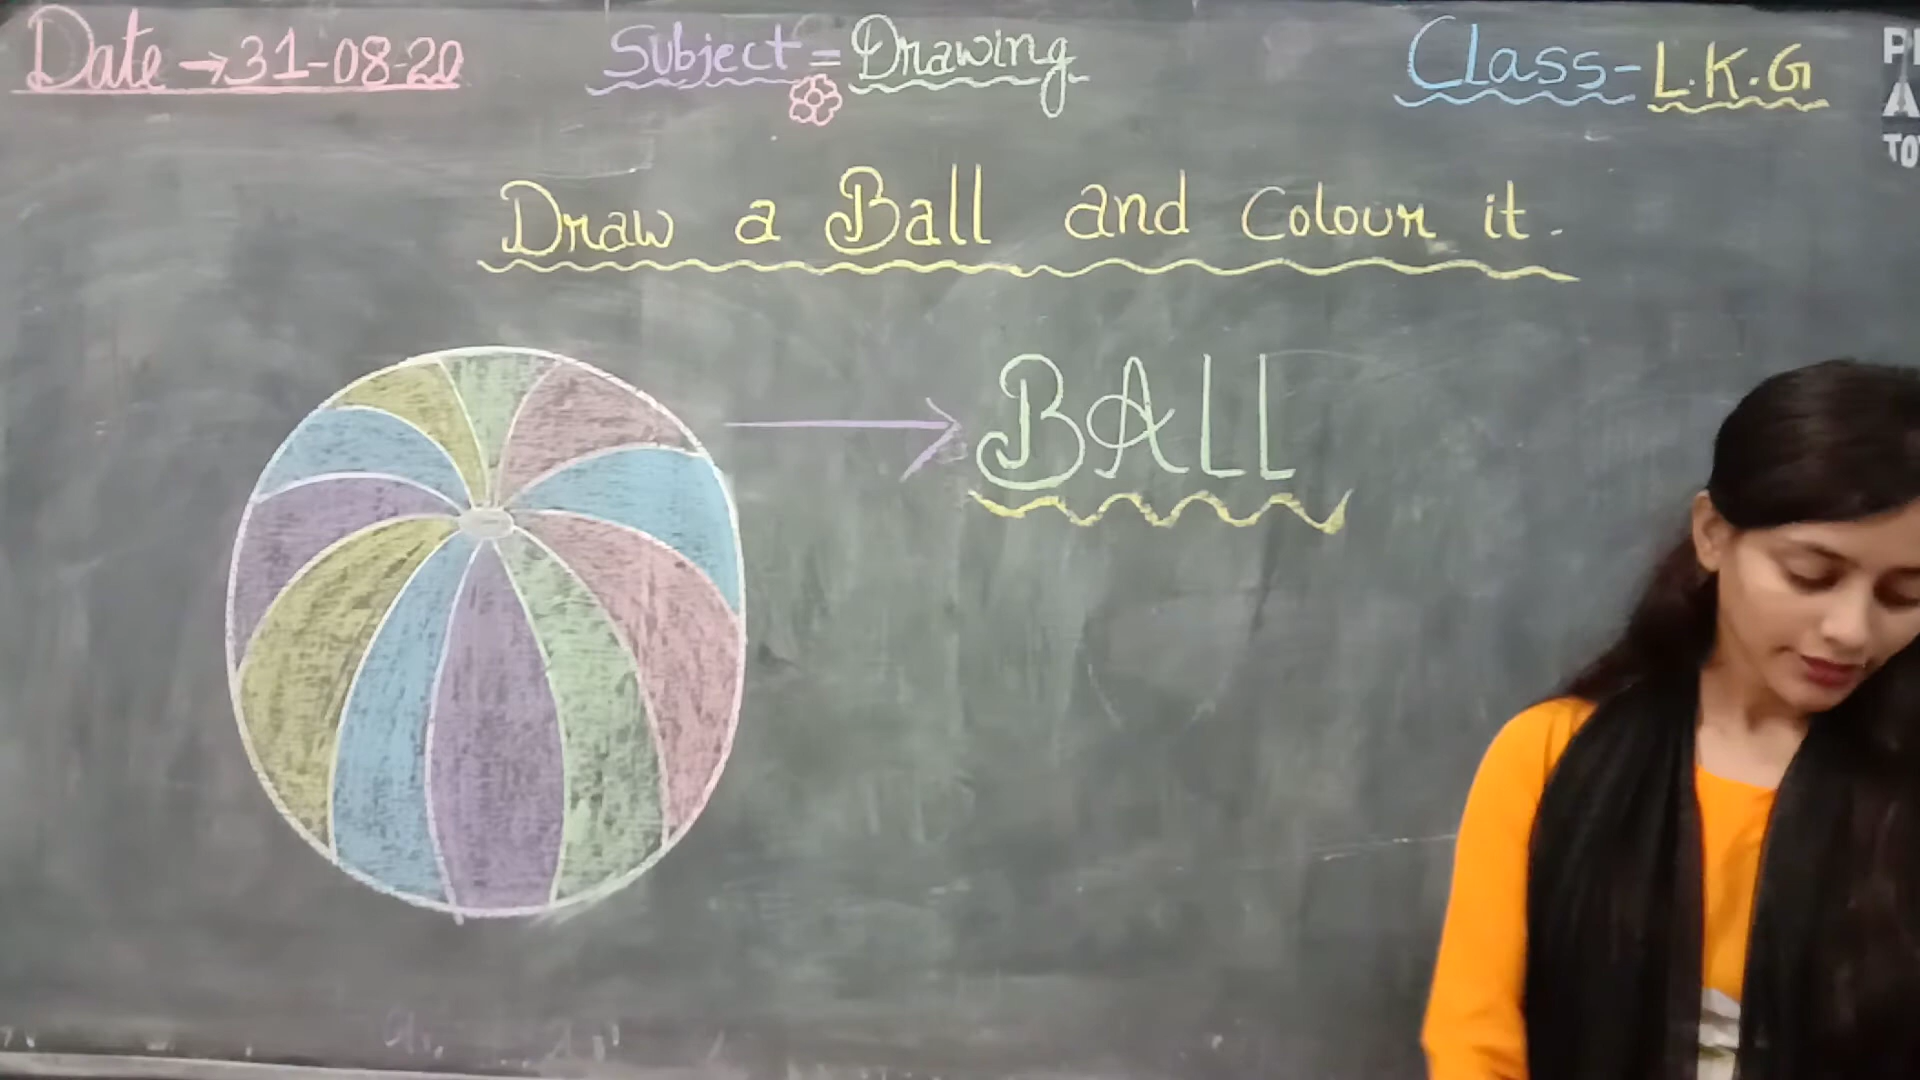 Date → 31-08-20
Subject = Drawing
Class - L.K.G
Draw a Ball and Colour it.
BALL